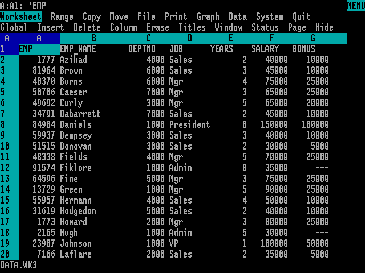 A:A1: 'EMP MENU
Worksheet Range Copy Move File Print Graph Data System Quit
Global Insert Delete Column Erase Titles Window Status Page Hide
A A B C D E F G
1 EMP EMP_NAME DEPTNO JOB YEARS SALARY BONUS
2 1777 Azibad 4000 Sales 2 40000 10000
3 81964 Brown 6000 Sales 3 45000 10000
4 40370 Burns 6000 Mgr 4 75000 25000
5 50706 Caeser 7000 Mgr 3 65000 25000
6 49692 Curly 3000 Mgr 5 65000 20000
7 34791 Dabarrett 7000 Sales 2 45000 10000
8 84984 Daniels 1000 President 8 150000 100000
9 59937 Dempsey 3000 Sales 3 40000 10000
10 51515 Donovan 3000 Sales 2 30000 5000
11 48338 Fields 4000 Mgr 5 70000 25000
12 91574 Fiklore 1000 Admin 8 35000 ---
13 64596 Fine 5000 Mgr 3 75000 25000
14 13729 Green 1000 Mgr 5 90000 25000
15 55957 Hermann 4000 Sales 4 50000 10000
16 31619 Hodgedon 5000 Sales 2 40000 10000
17 1773 Howard 2000 Mgr 3 80000 25000
18 2165 Hugh 1000 Admin 5 30000 ---
19 23907 Johnson 1000 VP 1 100000 50000
20 7166 Laflare 2000 Sales 2 35000 5000
DATA.WK3